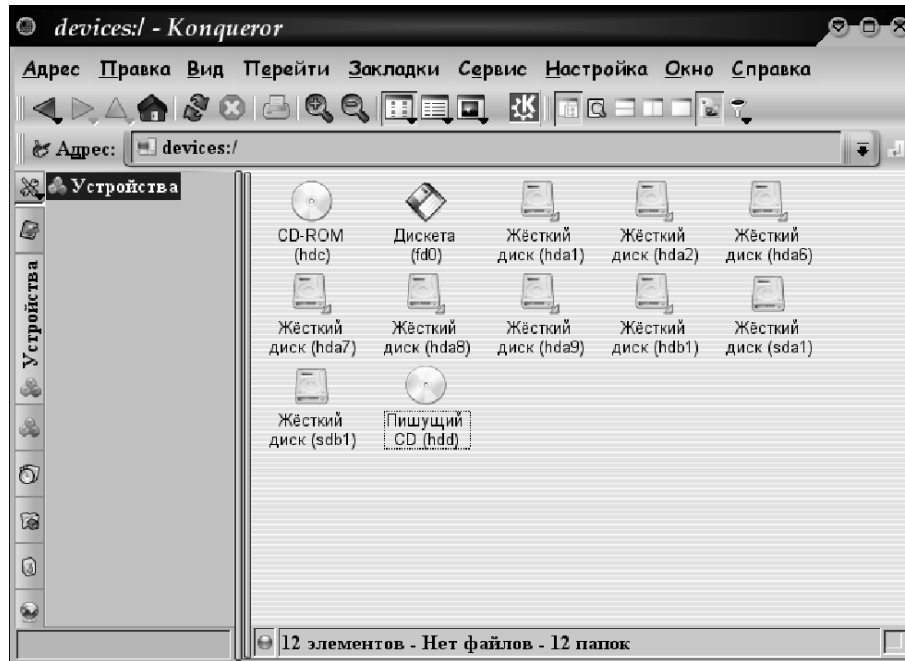 devices:/ - Konqueror
Адрес Правка Вид Перейти Закладки Сервис Настройка Окно Справка
Адрес: devices:/
Устройства
Устройства
CD-ROM
(hdc)
Дискета
(fd0)
Жёсткий
диск (hda1)
Жёсткий
диск (hda2)
Жёсткий
диск (hda6)
Жёсткий
диск (hda7)
Жёсткий
диск (hda8)
Жёсткий
диск (hda9)
Жёсткий
диск (hdb1)
Жёсткий
диск (sda1)
Жёсткий
диск (sdb1)
Пишущий
CD (hdd)
12 элементов - Нет файлов - 12 папок